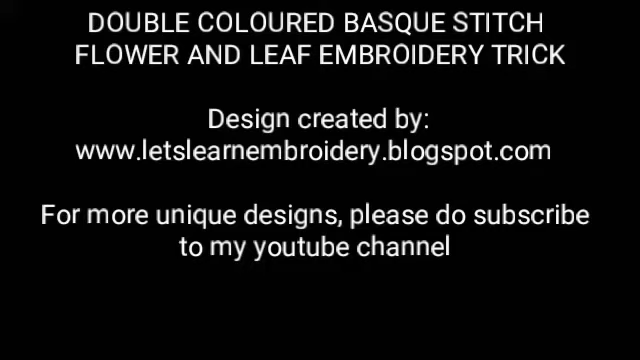 DOUBLE COLOURED BASQUE STITCH
FLOWER AND LEAF EMBROIDERY TRICK
Design created by:
www.letslearnembroidery.blogspot.com
For more unique designs, please do subscribe
to my youtube channel